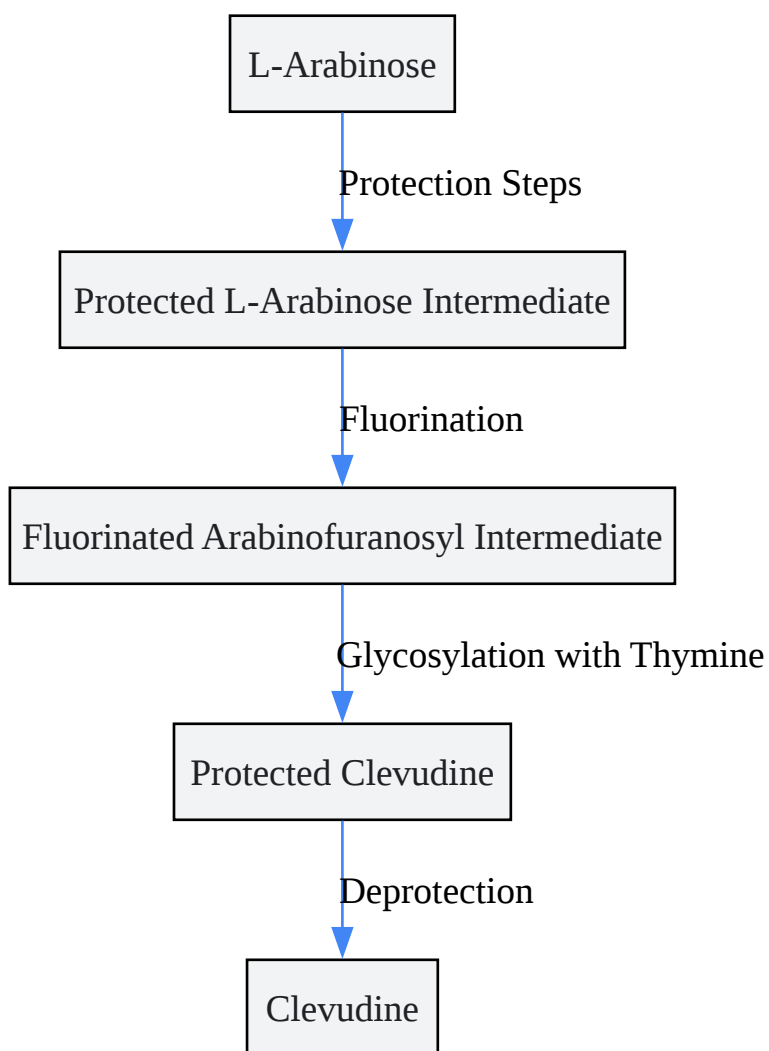 L-Arabinose
Protection Steps
Protected L-Arabinose Intermediate
Fluorination
Fluorinated Arabinofuranosyl Intermediate
Glycosylation with Thymine
Protected Clevudine
Deprotection
Clevudine